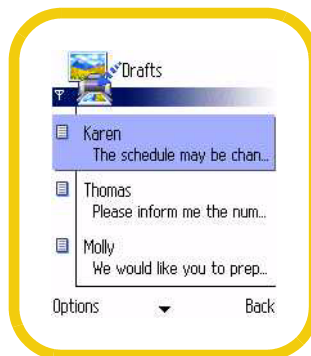 Drafts
Karen
The schedule may be chan...
Thomas
Please inform me the num...
Molly
We would like you to prep...
Options Back